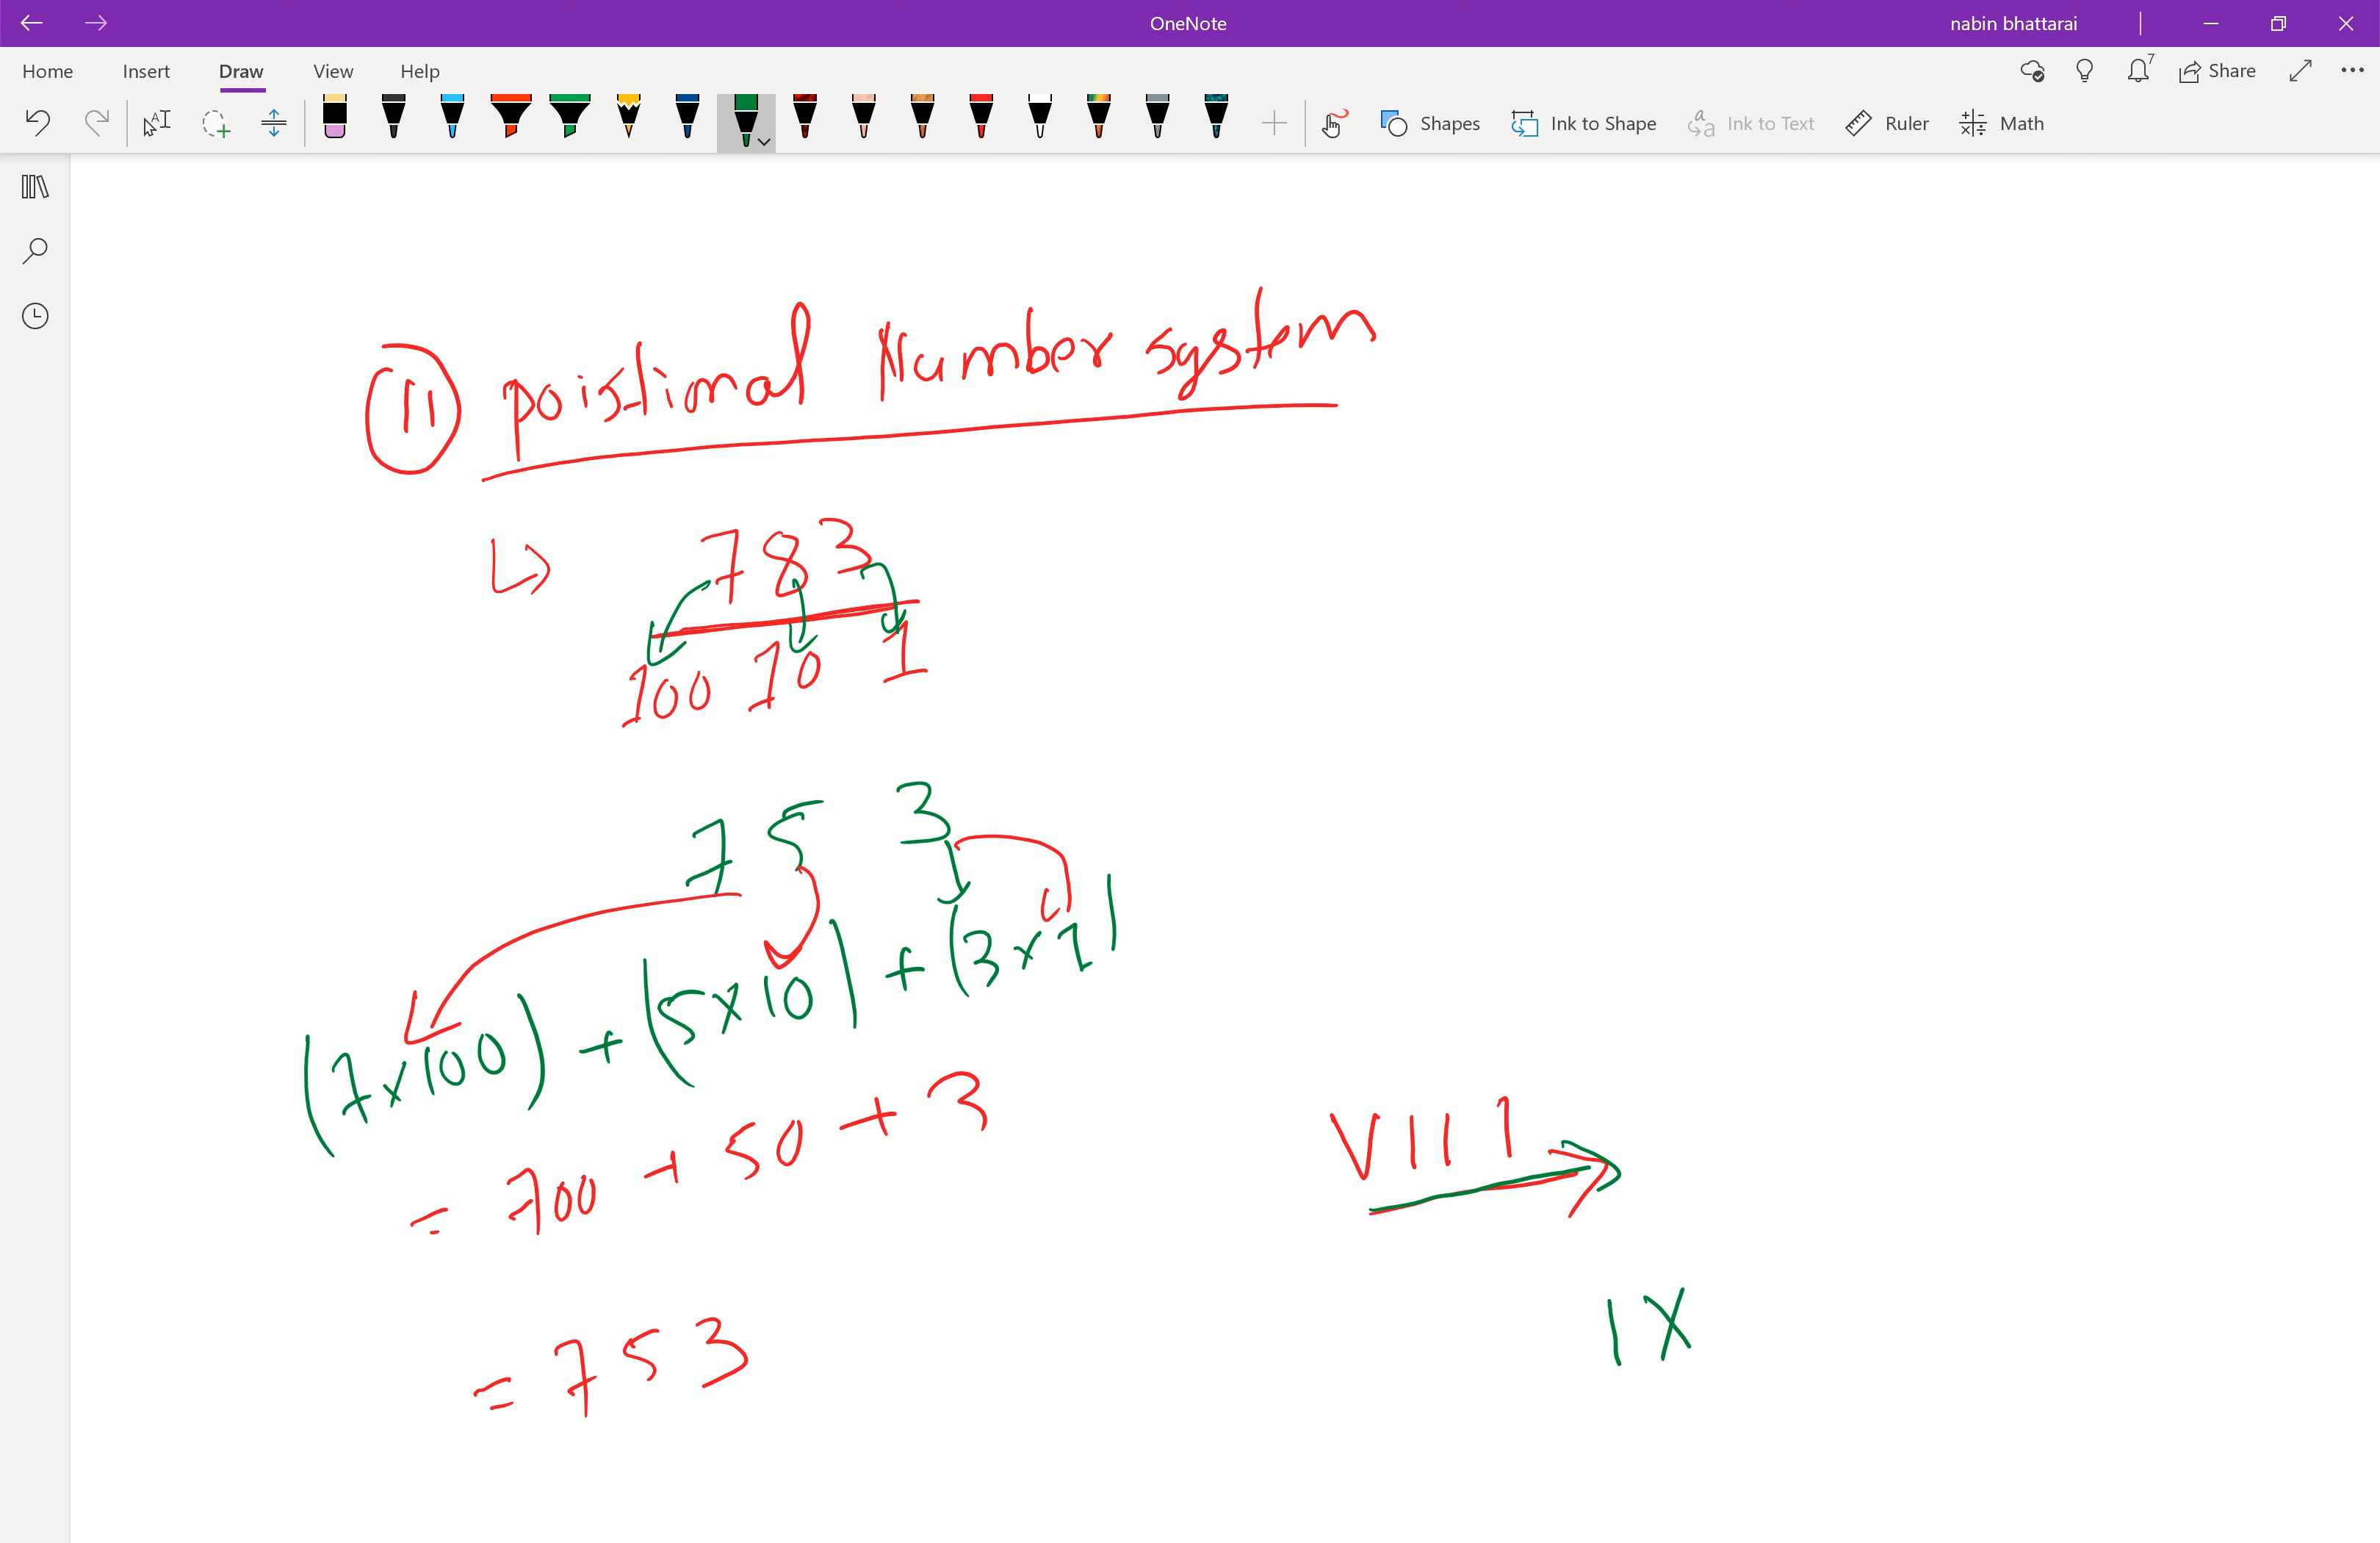 OneNote
nabin bhattarai
Home Insert Draw View Help
7
Share
Shapes
Ink to Shape
Ink to Text
Ruler
Math
(11) poistional Number system
↳ 783
100 10 1
7 5 3
(7x100) + (5x10) + (3x1)
= 700 + 50 + 3
= 753
VIII →
IX